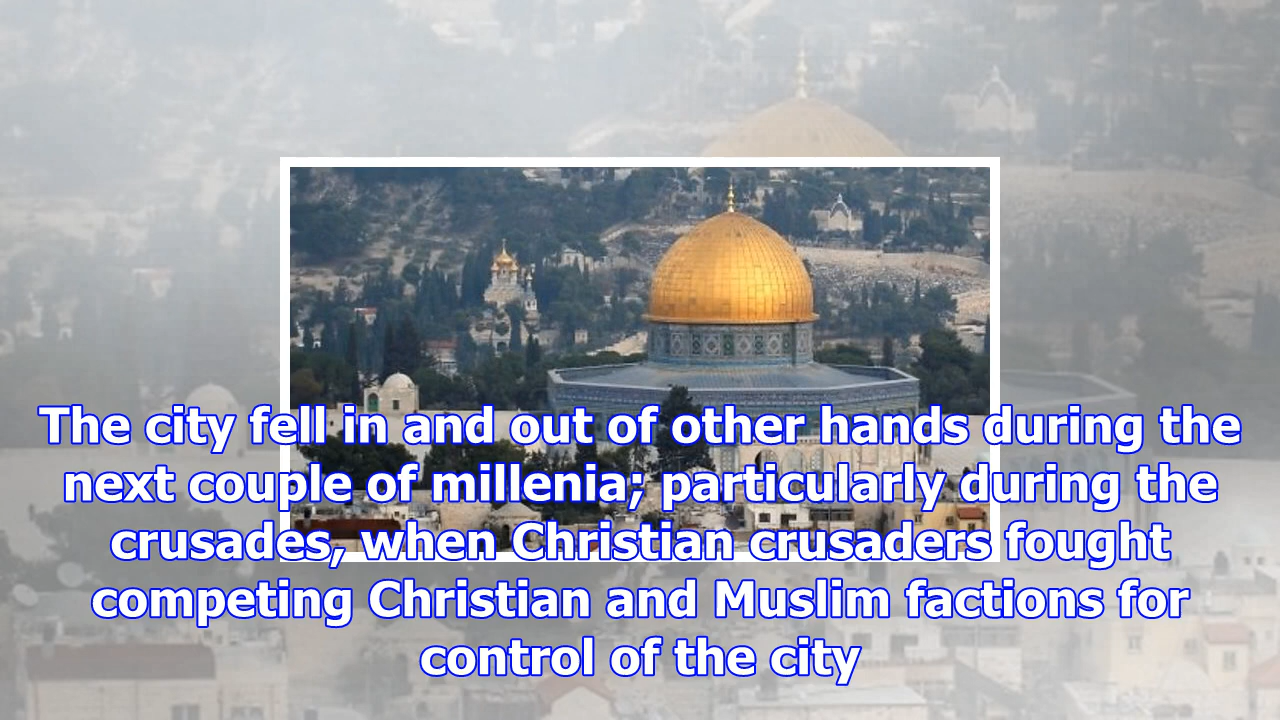 The city fell in and out of other hands during the
next couple of millenia; particularly during the
crusades, when Christian crusaders fought
competing Christian and Muslim factions for
control of the city